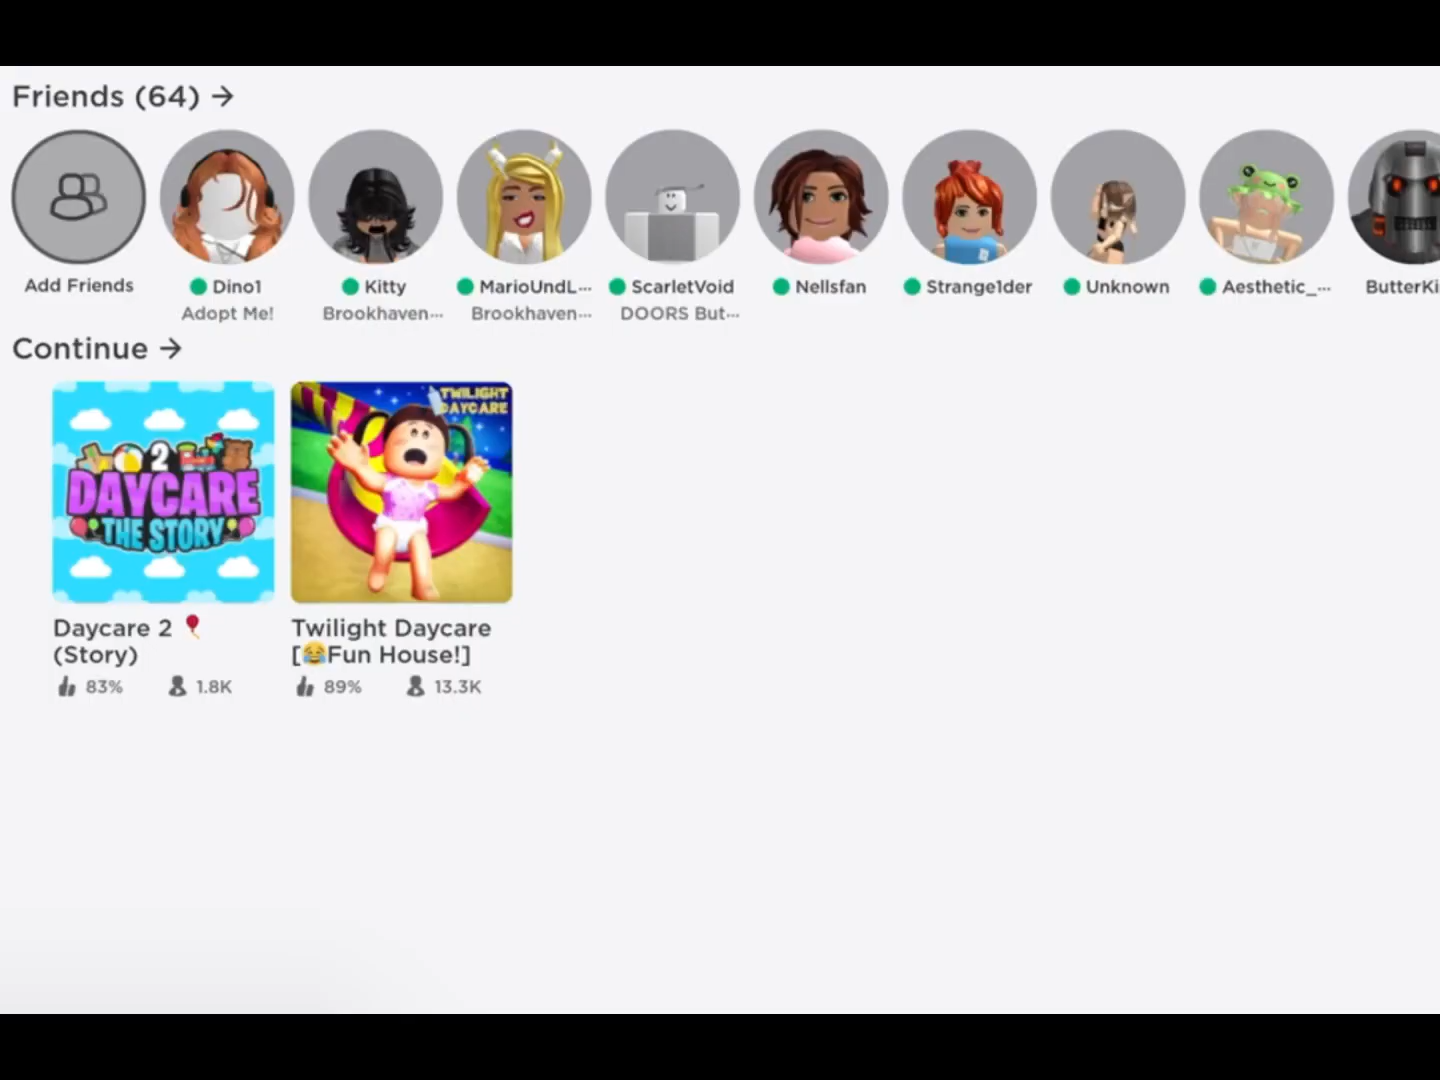 Friends (64) →
Add Friends
Dino1
Kitty
MarioUndL...
ScarletVoid
Nellsfan
Strange1der
Unknown
Aesthetic_...
ButterKi
Adopt Me!
Brookhaven...
Brookhaven...
DOORS But...
Continue →
2
DAYCARE
THE STORY
TWILIGHT
DAYCARE
Daycare 2 🎈
(Story)
Twilight Daycare
[😂Fun House!]
83%
1.8K
89%
13.3K